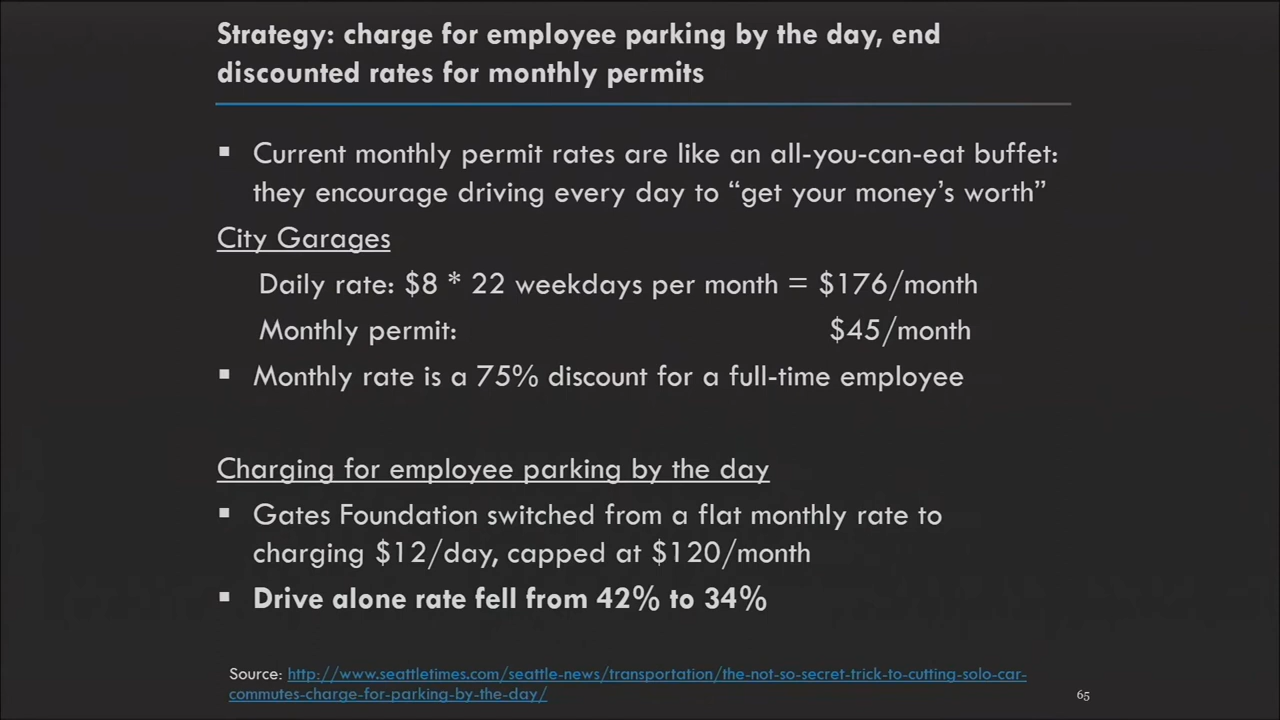 Strategy: charge for employee parking by the day, end
discounted rates for monthly permits
▪ Current monthly permit rates are like an all-you-can-eat buffet:
they encourage driving every day to “get your money’s worth”
City Garages
Daily rate: $8 * 22 weekdays per month = $176/month
Monthly permit: $45/month
▪ Monthly rate is a 75% discount for a full-time employee
Charging for employee parking by the day
▪ Gates Foundation switched from a flat monthly rate to
charging $12/day, capped at $120/month
▪ Drive alone rate fell from 42% to 34%
Source: http://www.seattletimes.com/seattle-news/transportation/the-not-so-secret-trick-to-cutting-solo-car-
commutes-charge-for-parking-by-the-day/
65